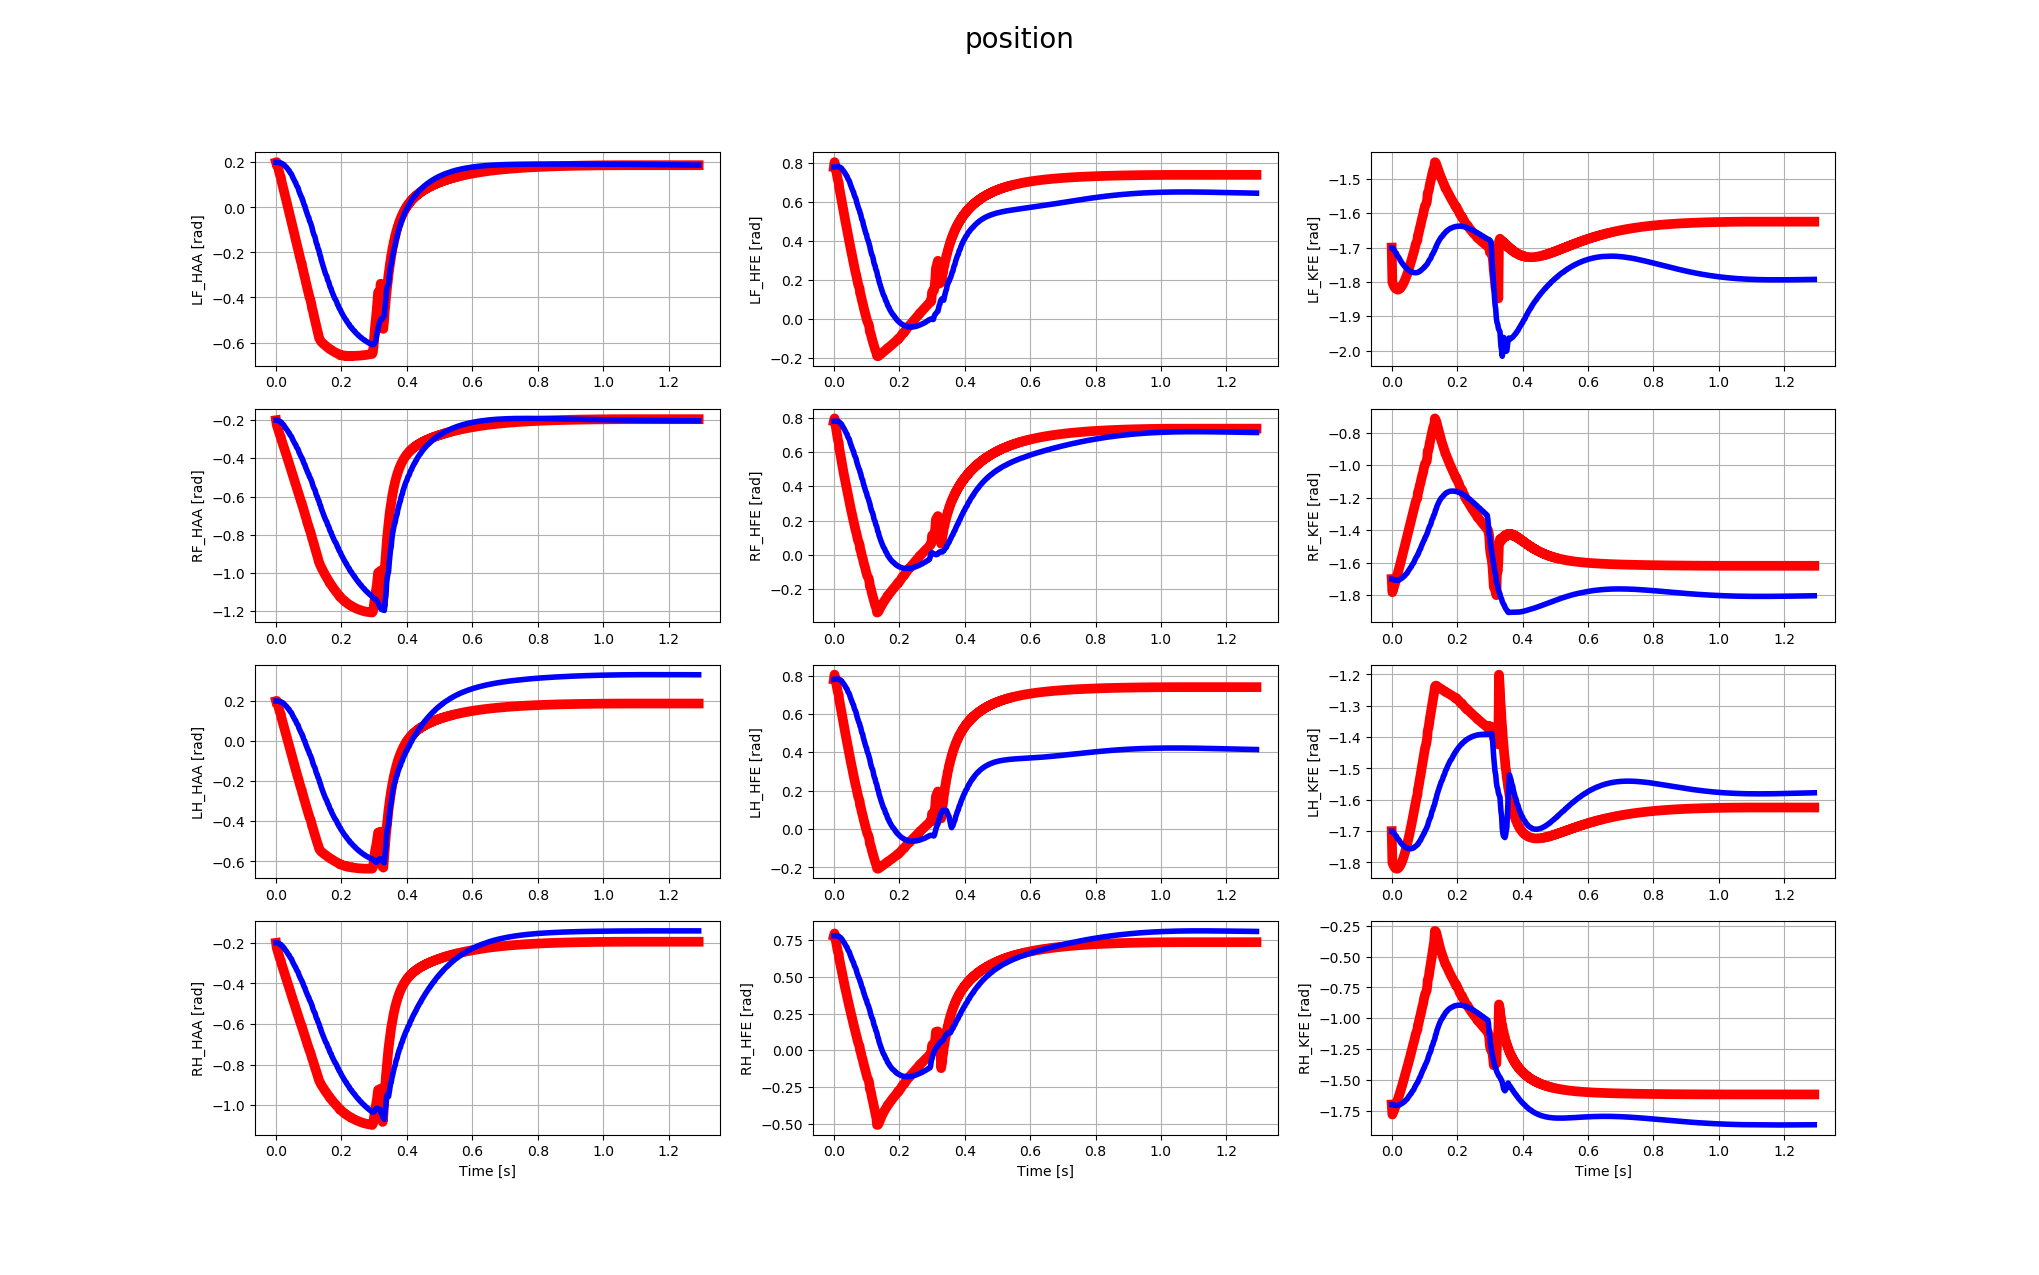 position
LF_HAA [rad]
0.2
0.0
−0.2
−0.4
−0.6
0.0 0.2 0.4 0.6 0.8 1.0 1.2
LF_HFE [rad]
0.8
0.6
0.4
0.2
0.0
−0.2
0.0 0.2 0.4 0.6 0.8 1.0 1.2
LF_KFE [rad]
−1.5
−1.6
−1.7
−1.8
−1.9
−2.0
0.0 0.2 0.4 0.6 0.8 1.0 1.2
RF_HAA [rad]
−0.2
−0.4
−0.6
−0.8
−1.0
−1.2
0.0 0.2 0.4 0.6 0.8 1.0 1.2
RF_HFE [rad]
0.8
0.6
0.4
0.2
0.0
−0.2
0.0 0.2 0.4 0.6 0.8 1.0 1.2
RF_KFE [rad]
−0.8
−1.0
−1.2
−1.4
−1.6
−1.8
0.0 0.2 0.4 0.6 0.8 1.0 1.2
LH_HAA [rad]
0.2
0.0
−0.2
−0.4
−0.6
0.0 0.2 0.4 0.6 0.8 1.0 1.2
LH_HFE [rad]
0.8
0.6
0.4
0.2
0.0
−0.2
0.0 0.2 0.4 0.6 0.8 1.0 1.2
LH_KFE [rad]
−1.2
−1.3
−1.4
−1.5
−1.6
−1.7
−1.8
0.0 0.2 0.4 0.6 0.8 1.0 1.2
RH_HAA [rad]
−0.2
−0.4
−0.6
−0.8
−1.0
0.0 0.2 0.4 0.6 0.8 1.0 1.2
Time [s]
RH_HFE [rad]
0.75
0.50
0.25
0.00
−0.25
−0.50
0.0 0.2 0.4 0.6 0.8 1.0 1.2
Time [s]
RH_KFE [rad]
−0.25
−0.50
−0.75
−1.00
−1.25
−1.50
−1.75
0.0 0.2 0.4 0.6 0.8 1.0 1.2
Time [s]